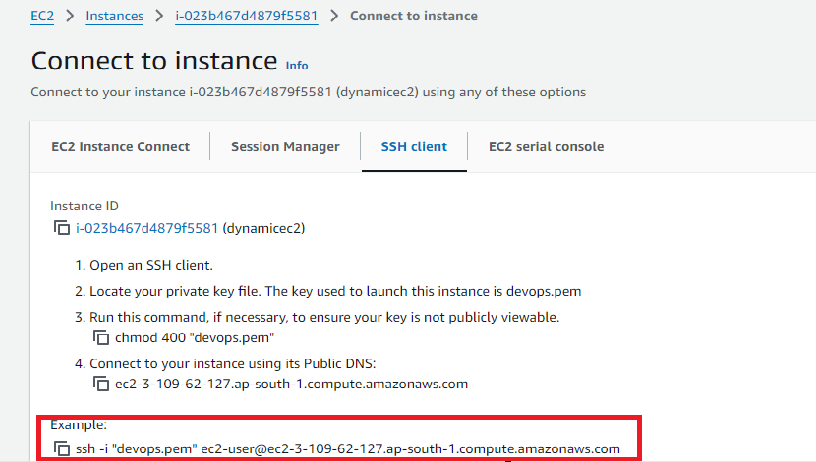 EC2 > Instances > i-023b467d4879f5581 > Connect to instance
Connect to instance Info
Connect to your instance i-023b467d4879f5581 (dynamicec2) using any of these options
EC2 Instance Connect Session Manager SSH client EC2 serial console
Instance ID
i-023b467d4879f5581 (dynamicec2)
1. Open an SSH client.
2. Locate your private key file. The key used to launch this instance is devops.pem
3. Run this command, if necessary, to ensure your key is not publicly viewable.
chmod 400 "devops.pem"
4. Connect to your instance using its Public DNS:
ec2-3-109-62-127.ap-south-1.compute.amazonaws.com
Example:
ssh -i "devops.pem" ec2-user@ec2-3-109-62-127.ap-south-1.compute.amazonaws.com